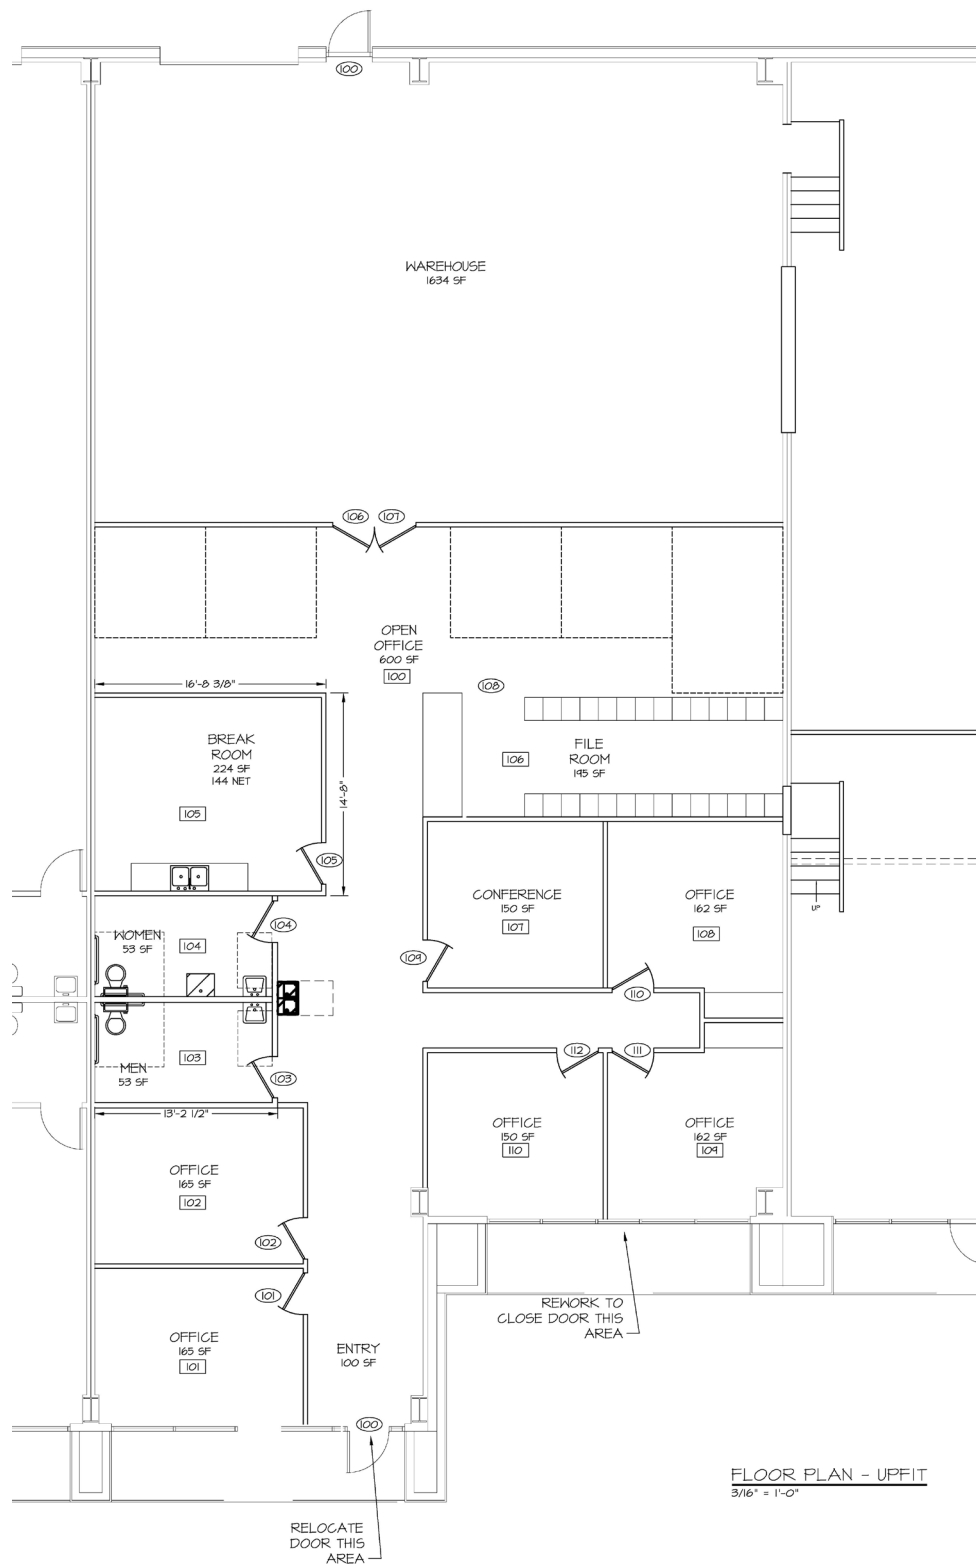 100
WAREHOUSE
1634 SF
106
107
OPEN
OFFICE
600 SF
100
16'-8 3/8"
108
BREAK
ROOM
224 SF
144 NET
105
14'-8"
FILE
ROOM
195 SF
106
105
CONFERENCE
150 SF
107
OFFICE
162 SF
108
UP
WOMEN
53 SF
104
104
109
110
MEN
53 SF
103
103
112
111
13'-2 1/2"
OFFICE
150 SF
110
OFFICE
162 SF
109
OFFICE
165 SF
102
102
101
OFFICE
165 SF
101
ENTRY
100 SF
REWORK TO
CLOSE DOOR THIS
AREA
100
FLOOR PLAN - UPFIT
3/16" = 1'-0"
RELOCATE
DOOR THIS
AREA